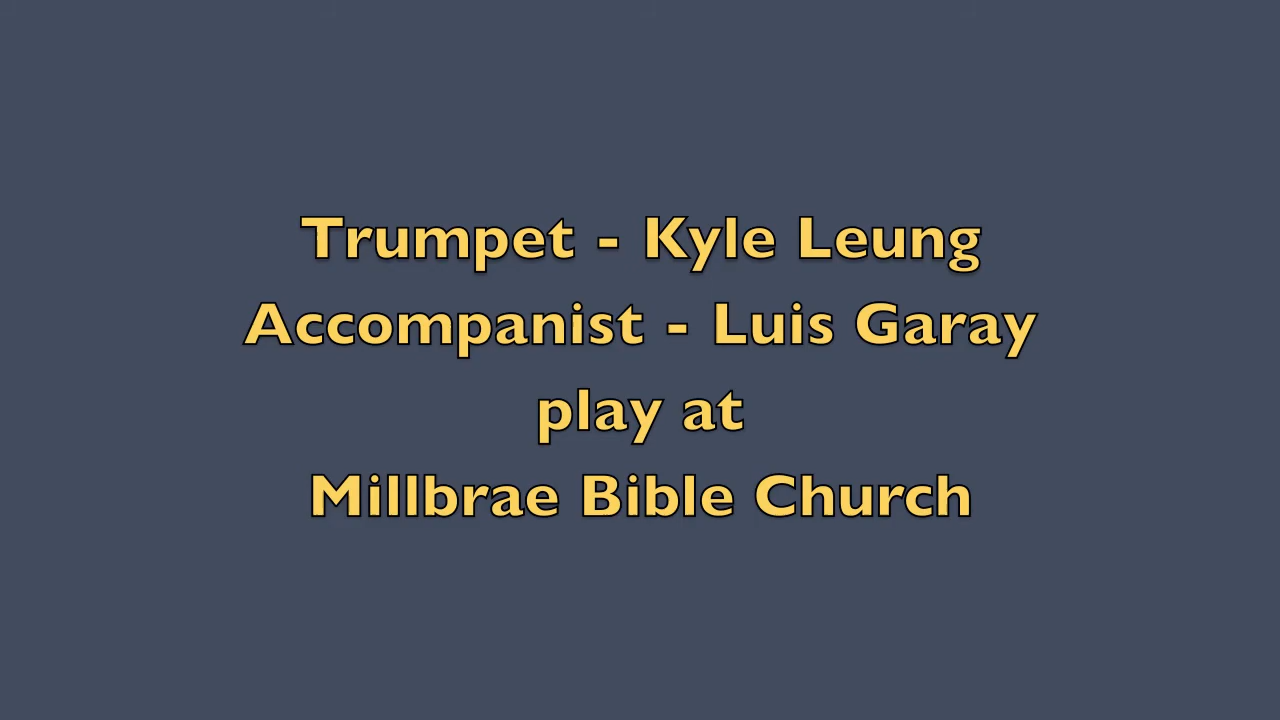 Trumpet - Kyle Leung
Accompanist - Luis Garay
play at
Millbrae Bible Church